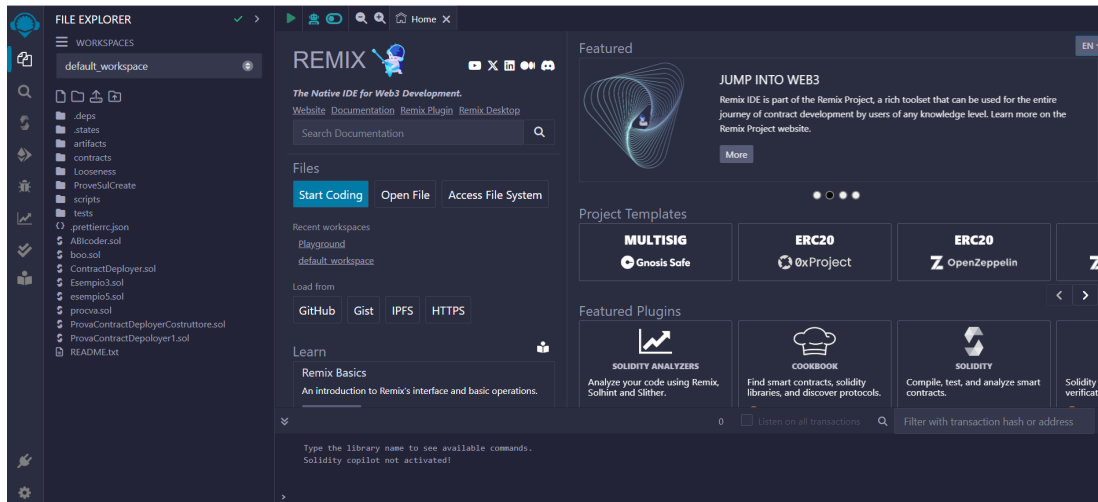 FILE EXPLORER
WORKSPACES
default_workspace
.deps
.states
artifacts
contracts
Looseness
ProveSulCreate
scripts
tests
.prettierrc.json
ABIcoder.sol
boo.sol
ContractDeployer.sol
Esempio3.sol
esempio5.sol
procva.sol
ProvaContractDeployerCostruttore.sol
ProvaContractDepoloyer1.sol
README.txt
Home
REMIX
The Native IDE for Web3 Development.
Website Documentation Remix Plugin Remix Desktop
Search Documentation
Files
Start Coding Open File Access File System
Recent workspaces
Playground
default_workspace
Load from
GitHub Gist IPFS HTTPS
Learn
Remix Basics
An introduction to Remix's interface and basic operations.
Featured
EN
JUMP INTO WEB3
Remix IDE is part of the Remix Project, a rich toolset that can be used for the entire
journey of contract development by users of any knowledge level. Learn more on the
Remix Project website.
More
Project Templates
MULTISIG
Gnosis Safe
ERC20
0xProject
ERC20
OpenZeppelin
Featured Plugins
SOLIDITY ANALYZERS
Analyze your code using Remix,
Solhint and Slither.
COOKBOOK
Find smart contracts, solidity
libraries, and discover protocols.
SOLIDITY
Compile, test, and analyze smart
contracts.
Solidity
verificat
0 Listen on all transactions Filter with transaction hash or address
Type the library name to see available commands.
Solidity copilot not activated!
>